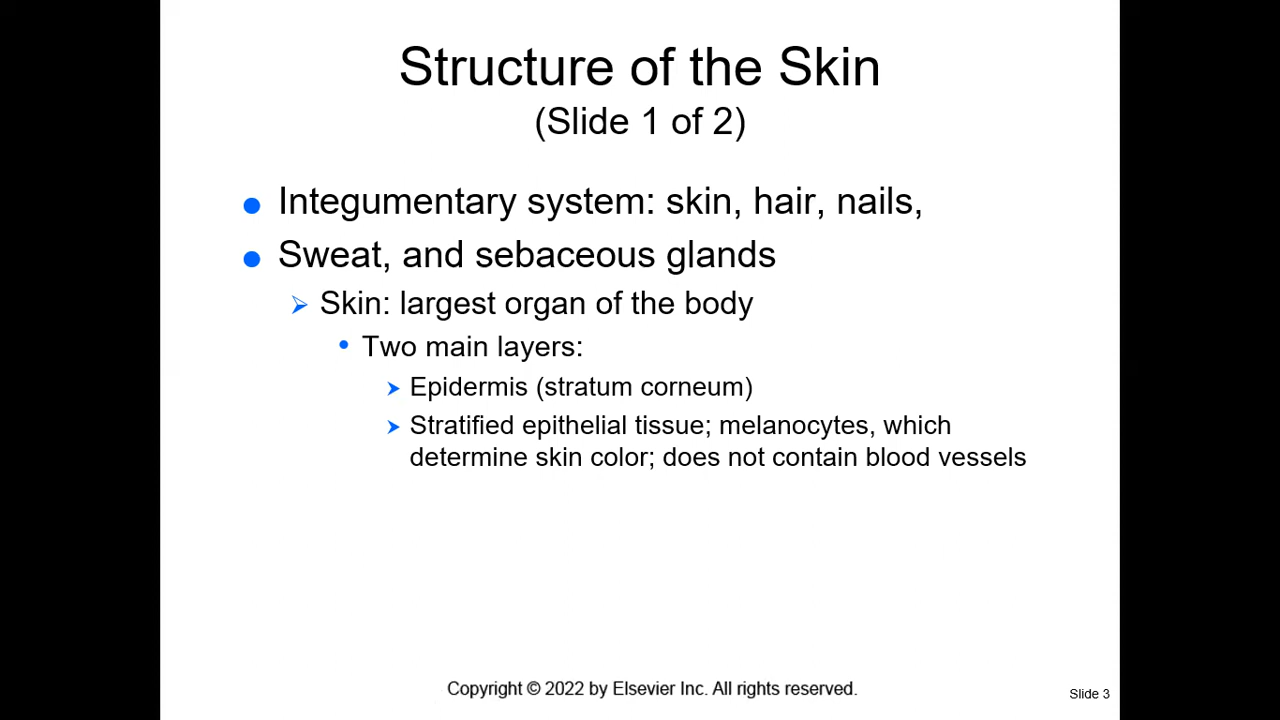 Structure of the Skin
(Slide 1 of 2)
Integumentary system: skin, hair, nails,
Sweat, and sebaceous glands
Skin: largest organ of the body
Two main layers:
Epidermis (stratum corneum)
Stratified epithelial tissue; melanocytes, which
determine skin color; does not contain blood vessels
Copyright © 2022 by Elsevier Inc. All rights reserved.
Slide 3